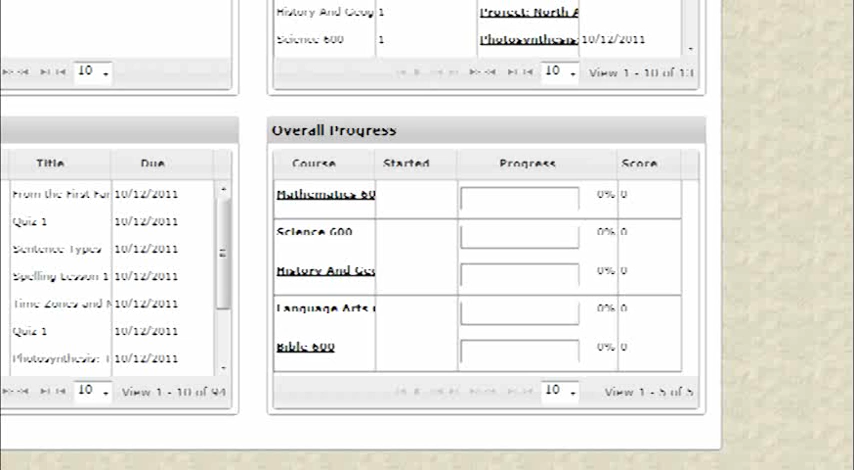 History And Geog 1 Project: North A
Science 600 1 Photosynthesis: 10/12/2011
10
10 View 1 - 10 of 13
Overall Progress
Title Due
Course Started Progress Score
From the First Far 10/12/2011
Mathematics 60 0% 0
Quiz 1 10/12/2011
Science 600 0% 0
Sentence Types 10/12/2011
History And Geo 0% 0
Spelling Lesson 1 10/12/2011
Time Zones and M 10/12/2011
Language Arts 0% 0
Quiz 1 10/12/2011
Bible 600 0% 0
Photosynthesis: 10/12/2011
10 View 1 - 10 of 94
10 View 1 - 5 of 5